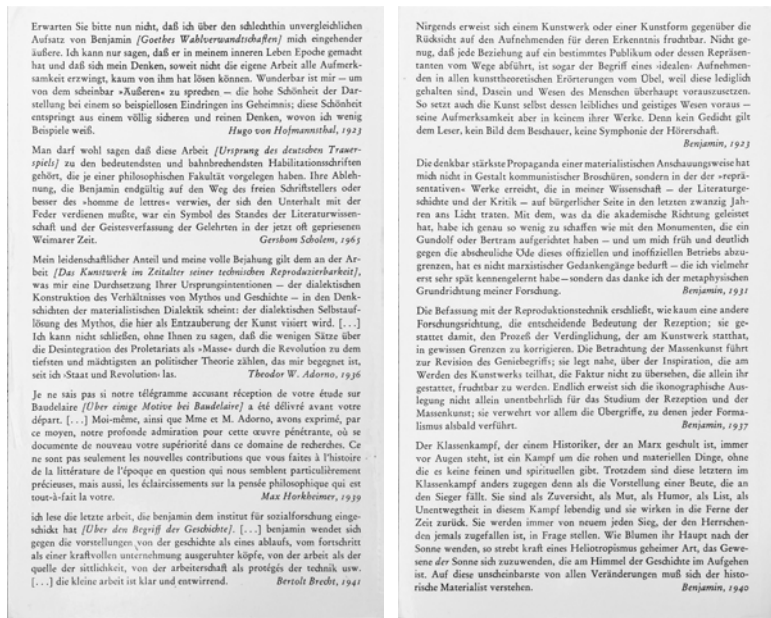 Erwarten Sie bitte nun nicht, daß ich über den schlechthin unvergleichlichen
Aufsatz von Benjamin [Goethes Wahlverwandtschaften] mich eingehender
äußere. Ich kann nur sagen, daß er in meinem inneren Leben Epoche gemacht
hat und daß sich mein Denken, soweit nicht die eigene Arbeit alle Aufmerk-
samkeit erzwingt, kaum von ihm hat lösen können. Wunderbar ist mir — um
von dem scheinbar »Äußeren« zu sprechen — die hohe Schönheit der Dar-
stellung bei einem so beispiellosen Eindringen ins Geheimnis; diese Schönheit
entspringt aus einem völlig sicheren und reinen Denken, wovon ich wenig
Beispiele weiß. Hugo von Hofmannsthal, 1923
Man darf wohl sagen daß diese Arbeit [Ursprung des deutschen Trauer-
spiels] zu den bedeutendsten und bahnbrechendsten Habilitationsschriften
gehört, die je einer philosophischen Fakultät vorgelegen haben. Ihre Ableh-
nung, die Benjamin endgültig auf den Weg des freien Schriftstellers oder
besser des »homme de lettres« verwies, der sich den Unterhalt mit der
Feder verdienen mußte, war ein Symbol des Standes der Literaturwissen-
schaft und der Geistesverfassung der Gelehrten in der jetzt oft gepriesenen
Weimarer Zeit. Gershom Scholem, 1965
Mein leidenschaftlicher Anteil und meine volle Bejahung gilt dem an der Ar-
beit [Das Kunstwerk im Zeitalter seiner technischen Reproduzierbarkeit],
was mir eine Durchsetzung Ihrer Ursprungsintentionen — der dialektischen
Konstruktion des Verhältnisses von Mythos und Geschichte — in den Denk-
schichten der materialistischen Dialektik scheint: der dialektischen Selbstauf-
lösung des Mythos, die hier als Entzauberung der Kunst visiert wird. [...]
Ich kann nicht schließen, ohne Ihnen zu sagen, daß die wenigen Sätze über
die Desintegration des Proletariats als »Masse« durch die Revolution zu dem
tiefsten und mächtigsten an politischer Theorie zählen, das mir begegnet ist,
seit ich ›Staat und Revolution‹ las. Theodor W. Adorno, 1936
Je ne sais pas si notre télégramme accusant réception de votre étude sur
Baudelaire [Über einige Motive bei Baudelaire] a été délivré avant votre
départ. [...] Moi-même, ainsi que Mme et M. Adorno, avons exprimé, par
ce moyen, notre profonde admiration pour cette œuvre pénétrante, où se
documente de nouveau votre supériorité dans ce domaine de recherches. Ce
ne sont pas seulement les nouvelles contributions que vous faites à l'histoire
de la littérature de l'époque en question qui nous semblent particulièrement
précieuses, mais aussi, les éclaircissements sur la pensée philosophique qui est
tout-à-fait la votre. Max Horkheimer, 1939
ich lese die letzte arbeit, die benjamin dem institut für sozialforschung einge-
schickt has [Über den Begriff der Geschichte]. [...] benjamin wendet sich
gegen die vorstellungen von der geschichte als eines ablaufs, vom fortschritt
als einer kraftvollen unternehmung ausgeruhter köpfe, von der arbeit als der
quelle der sittlichkeit, von der arbeiterschaft als protégés der technik usw.
[...] die kleine arbeit ist klar und entwirrend. Bertolt Brecht, 1941
Nirgends erweist sich einem Kunstwerk oder einer Kunstform gegenüber die
Rücksicht auf den Aufnehmenden für deren Erkenntnis fruchtbar. Nicht ge-
nug, daß jede Beziehung auf ein bestimmtes Publikum oder dessen Repräsen-
tanten vom Wege abführt, ist sogar der Begriff eines ›idealen‹ Aufnehmen-
den in allen kunsttheoretischen Erörterungen vom Übel, weil diese lediglich
gehalten sind, Dasein und Wesen des Menschen überhaupt vorauszusetzen.
So setzt auch die Kunst selbst dessen leibliches und geistiges Wesen voraus —
seine Aufmerksamkeit aber in keinem ihrer Werke. Denn kein Gedicht gilt
dem Leser, kein Bild dem Beschauer, keine Symphonie der Hörerschaft.
Benjamin, 1923
Die denkbar stärkste Propaganda einer materialistischen Anschauungsweise hat
mich nicht in Gestalt kommunistischer Broschüren, sondern in der der »reprä-
sentativen« Werke erreicht, die in meiner Wissenschaft — der Literaturge-
schichte und der Kritik — auf bürgerlicher Seite in den letzten zwanzig Jah-
ren ans Licht traten. Mit dem, was da die akademische Richtung geleistet
hat, habe ich genau so wenig zu schaffen wie mit den Monumenten, die ein
Gundolf oder Bertram aufgerichtet haben — und um mich früh und deutlich
gegen die abscheuliche Öde dieses offiziellen und inoffiziellen Betriebs abzu-
grenzen, hat es nicht marxistischer Gedankengänge bedurft — die ich vielmehr
erst sehr spät kennengelernt habe — sondern das danke ich der metaphysischen
Grundrichtung meiner Forschung. Benjamin, 1931
Die Befassung mit der Reproduktionstechnik erschließt, wie kaum eine andere
Forschungsrichtung, die entscheidende Bedeutung der Rezeption; sie ge-
stattet damit, den Prozeß der Verdinglichung, der am Kunstwerk statthat,
in gewissen Grenzen zu korrigieren. Die Betrachtung der Massenkunst führt
zur Revision des Geniebegriffs; sie legt nahe, über der Inspiration, die am
Werden des Kunstwerks teilhat, die Faktur nicht zu übersehen, die allein ihr
gestattet, fruchtbar zu werden. Endlich erweist sich die ikonographische Aus-
legung nicht allein unentbehrlich für das Studium der Rezeption und der
Massenkunst; sie verwehrt vor allem die Übergriffe, zu denen jeder Forma-
lismus alsbald verführt. Benjamin, 1937
Der Klassenkampf, der einem Historiker, der an Marx geschult ist, immer
vor Augen steht, ist ein Kampf um die rohen und materiellen Dinge, ohne
die es keine feinen und spirituellen gibt. Trotzdem sind diese letztern im
Klassenkampf anders zugegen denn als die Vorstellung einer Beute, die an
den Sieger fällt. Sie sind als Zuversicht, als Mut, als Humor, als List, als
Unentwegtheit in diesem Kampf lebendig und sie wirken in die Ferne der
Zeit zurück. Sie werden immer von neuem jeden Sieg, der den Herrschen-
den jemals zugefallen ist, in Frage stellen. Wie Blumen ihr Haupt nach der
Sonne wenden, so strebt kraft eines Heliotropismus geheimer Art, das Gewe-
sene der Sonne sich zuzuwenden, die am Himmel der Geschichte im Aufgehen
ist. Auf diese unscheinbarste von allen Veränderungen muß sich der histo-
rische Materialist verstehen. Benjamin, 1940